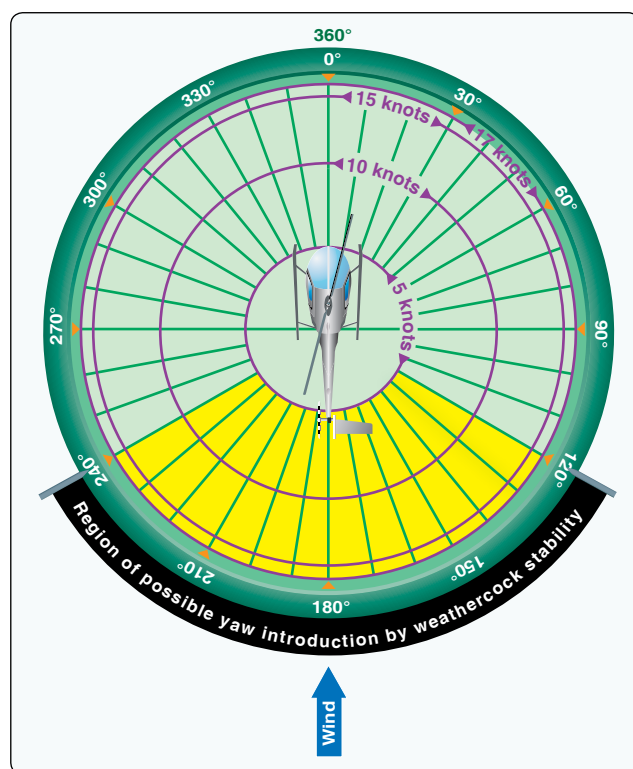 360°
0°
330°
30°
15 knots
17 knots
10 knots
300°
60°
5 knots
270°
90°
240°
120°
210°
150°
180°
Region of possible yaw introduction by weathercock stability
Wind